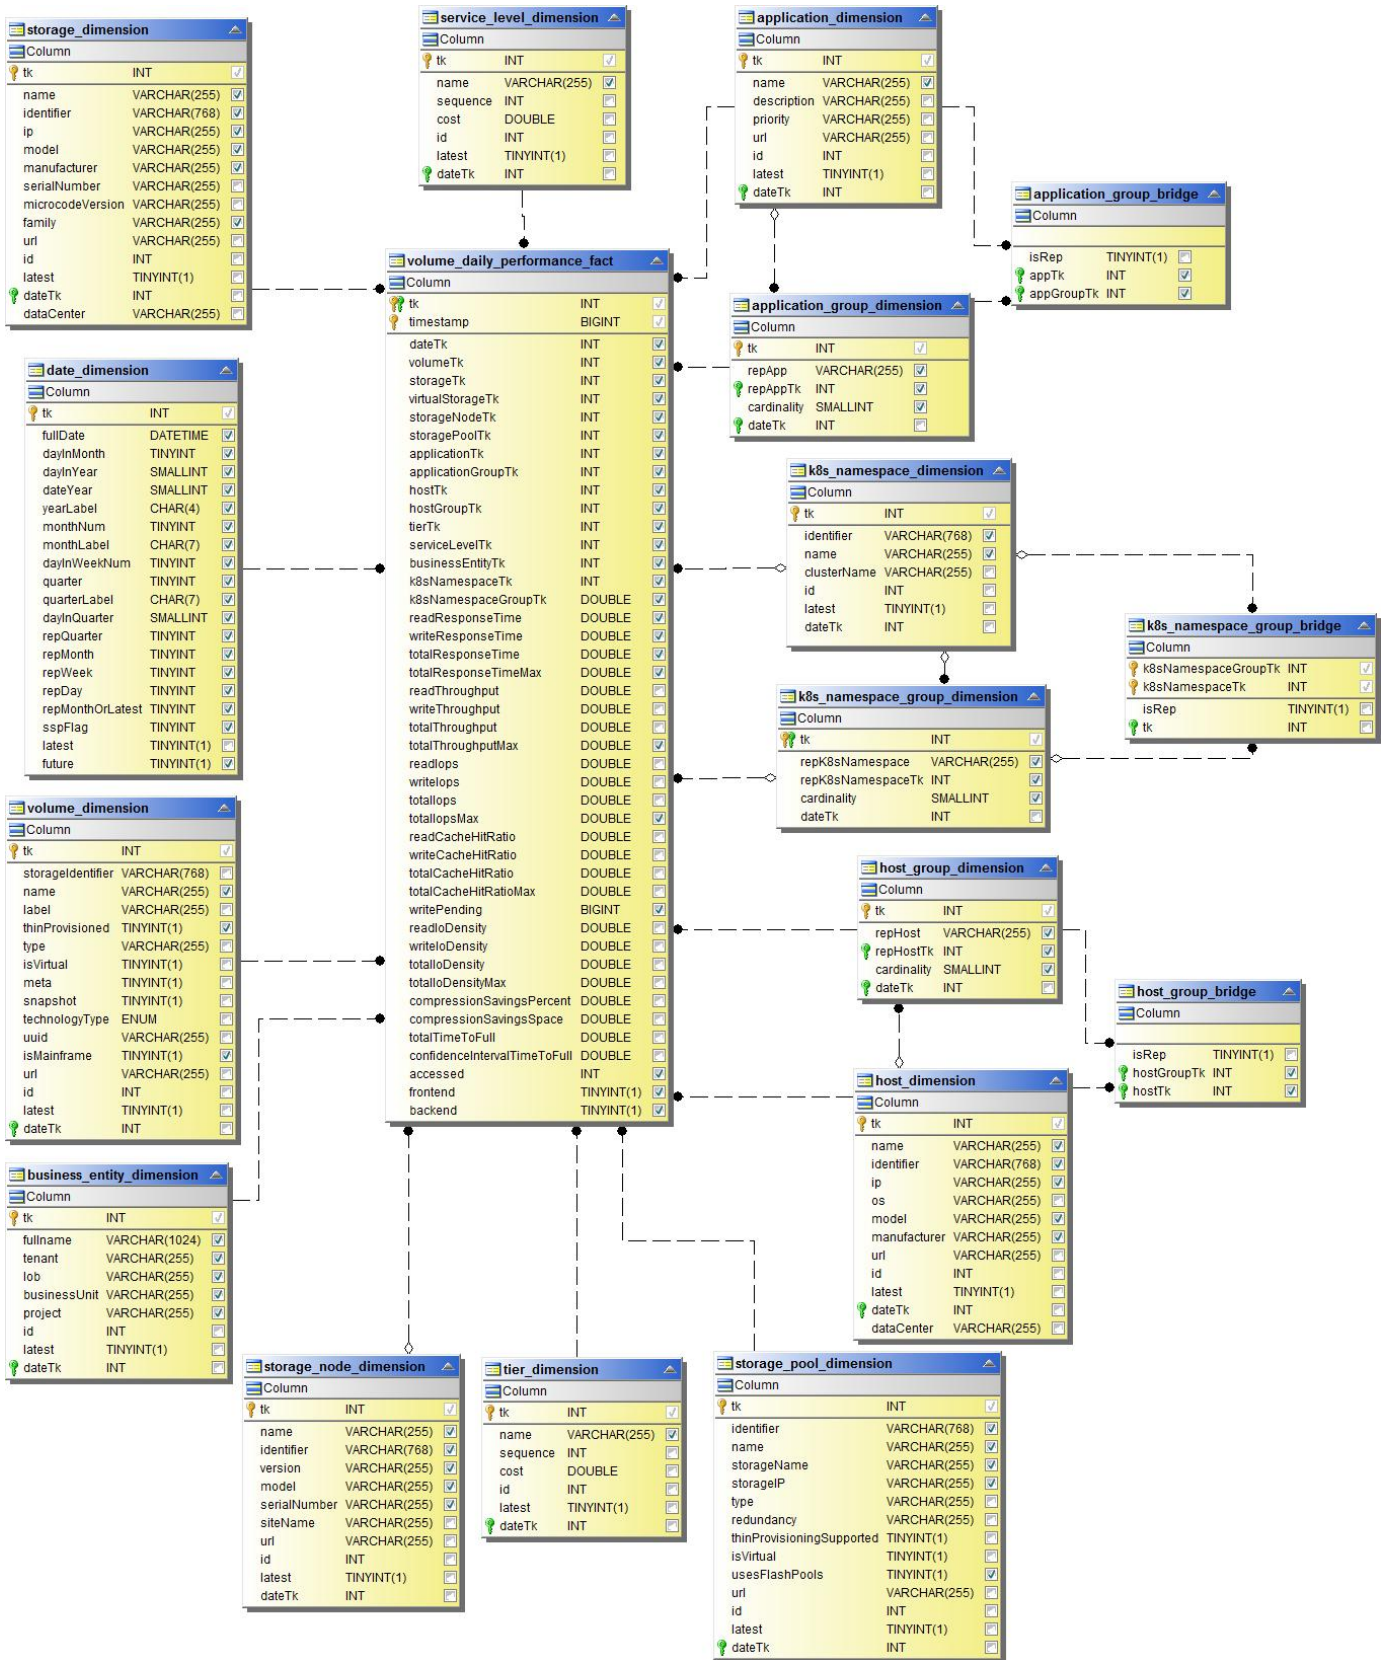 storage_dimension
Column
tk INT
name VARCHAR(255)
identifier VARCHAR(768)
ip VARCHAR(255)
model VARCHAR(255)
manufacturer VARCHAR(255)
serialNumber VARCHAR(255)
microcodeVersion VARCHAR(255)
family VARCHAR(255)
url VARCHAR(255)
id INT
latest TINYINT(1)
dateTk INT
dataCenter VARCHAR(255)
service_level_dimension
Column
tk INT
name VARCHAR(255)
sequence INT
cost DOUBLE
id INT
latest TINYINT(1)
dateTk INT
application_dimension
Column
tk INT
name VARCHAR(255)
description VARCHAR(255)
priority VARCHAR(255)
url VARCHAR(255)
id INT
latest TINYINT(1)
dateTk INT
application_group_bridge
Column
isRep TINYINT(1)
appTk INT
appGroupTk INT
volume_daily_performance_fact
Column
tk INT
timestamp BIGINT
dateTk INT
volumeTk INT
storageTk INT
virtualStorageTk INT
storageNodeTk INT
storagePoolTk INT
applicationTk INT
applicationGroupTk INT
hostTk INT
hostGroupTk INT
tierTk INT
serviceLevelTk INT
businessEntityTk INT
k8sNamespaceTk INT
k8sNamespaceGroupTk DOUBLE
readResponseTime DOUBLE
writeResponseTime DOUBLE
totalResponseTime DOUBLE
totalResponseTimeMax DOUBLE
readThroughput DOUBLE
writeThroughput DOUBLE
totalThroughput DOUBLE
totalThroughputMax DOUBLE
readIops DOUBLE
writeIops DOUBLE
totalIops DOUBLE
totalIopsMax DOUBLE
readCacheHitRatio DOUBLE
writeCacheHitRatio DOUBLE
totalCacheHitRatio DOUBLE
totalCacheHitRatioMax DOUBLE
writePending BIGINT
readIoDensity DOUBLE
writeIoDensity DOUBLE
totalIoDensity DOUBLE
totalIoDensityMax DOUBLE
compressionSavingsPercent DOUBLE
compressionSavingsSpace DOUBLE
totalTimeToFull DOUBLE
confidenceIntervalTimeToFull DOUBLE
accessed INT
frontend TINYINT(1)
backend TINYINT(1)
application_group_dimension
Column
tk INT
repApp VARCHAR(255)
repAppTk INT
cardinality SMALLINT
dateTk INT
date_dimension
Column
tk INT
fullDate DATETIME
dayInMonth TINYINT
dayInYear SMALLINT
dateYear SMALLINT
yearLabel CHAR(4)
monthNum TINYINT
monthLabel CHAR(7)
dayInWeekNum TINYINT
quarter TINYINT
quarterLabel CHAR(7)
dayInQuarter SMALLINT
repQuarter TINYINT
repMonth TINYINT
repWeek TINYINT
repDay TINYINT
repMonthOrLatest TINYINT
sspFlag TINYINT
latest TINYINT(1)
future TINYINT(1)
k8s_namespace_dimension
Column
tk INT
identifier VARCHAR(768)
name VARCHAR(255)
clusterName VARCHAR(255)
id INT
latest TINYINT(1)
dateTk INT
k8s_namespace_group_bridge
Column
k8sNamespaceGroupTk INT
k8sNamespaceTk INT
isRep TINYINT(1)
tk INT
k8s_namespace_group_dimension
Column
tk INT
repK8sNamespace VARCHAR(255)
repK8sNamespaceTk INT
cardinality SMALLINT
dateTk INT
volume_dimension
Column
tk INT
storageIdentifier VARCHAR(768)
name VARCHAR(255)
label VARCHAR(255)
thinProvisioned TINYINT(1)
type VARCHAR(255)
isVirtual TINYINT(1)
meta TINYINT(1)
snapshot TINYINT(1)
technologyType ENUM
uuid VARCHAR(255)
isMainframe TINYINT(1)
url VARCHAR(255)
id INT
latest TINYINT(1)
dateTk INT
host_group_dimension
Column
tk INT
repHost VARCHAR(255)
repHostTk INT
cardinality SMALLINT
dateTk INT
host_group_bridge
Column
isRep TINYINT(1)
hostGroupTk INT
hostTk INT
host_dimension
Column
tk INT
name VARCHAR(255)
identifier VARCHAR(768)
ip VARCHAR(255)
os VARCHAR(255)
model VARCHAR(255)
manufacturer VARCHAR(255)
url VARCHAR(255)
id INT
latest TINYINT(1)
dateTk INT
dataCenter VARCHAR(255)
business_entity_dimension
Column
tk INT
fullname VARCHAR(1024)
tenant VARCHAR(255)
lob VARCHAR(255)
businessUnit VARCHAR(255)
project VARCHAR(255)
id INT
latest TINYINT(1)
dateTk INT
storage_node_dimension
Column
tk INT
name VARCHAR(255)
identifier VARCHAR(768)
version VARCHAR(255)
model VARCHAR(255)
serialNumber VARCHAR(255)
siteName VARCHAR(255)
url VARCHAR(255)
id INT
latest TINYINT(1)
dateTk INT
tier_dimension
Column
tk INT
name VARCHAR(255)
sequence INT
cost DOUBLE
id INT
latest TINYINT(1)
dateTk INT
storage_pool_dimension
Column
tk INT
identifier VARCHAR(768)
name VARCHAR(255)
storageName VARCHAR(255)
storageIP VARCHAR(255)
type VARCHAR(255)
redundancy VARCHAR(255)
thinProvisioningSupported TINYINT(1)
isVirtual TINYINT(1)
usesFlashPools TINYINT(1)
url VARCHAR(255)
id INT
latest TINYINT(1)
dateTk INT